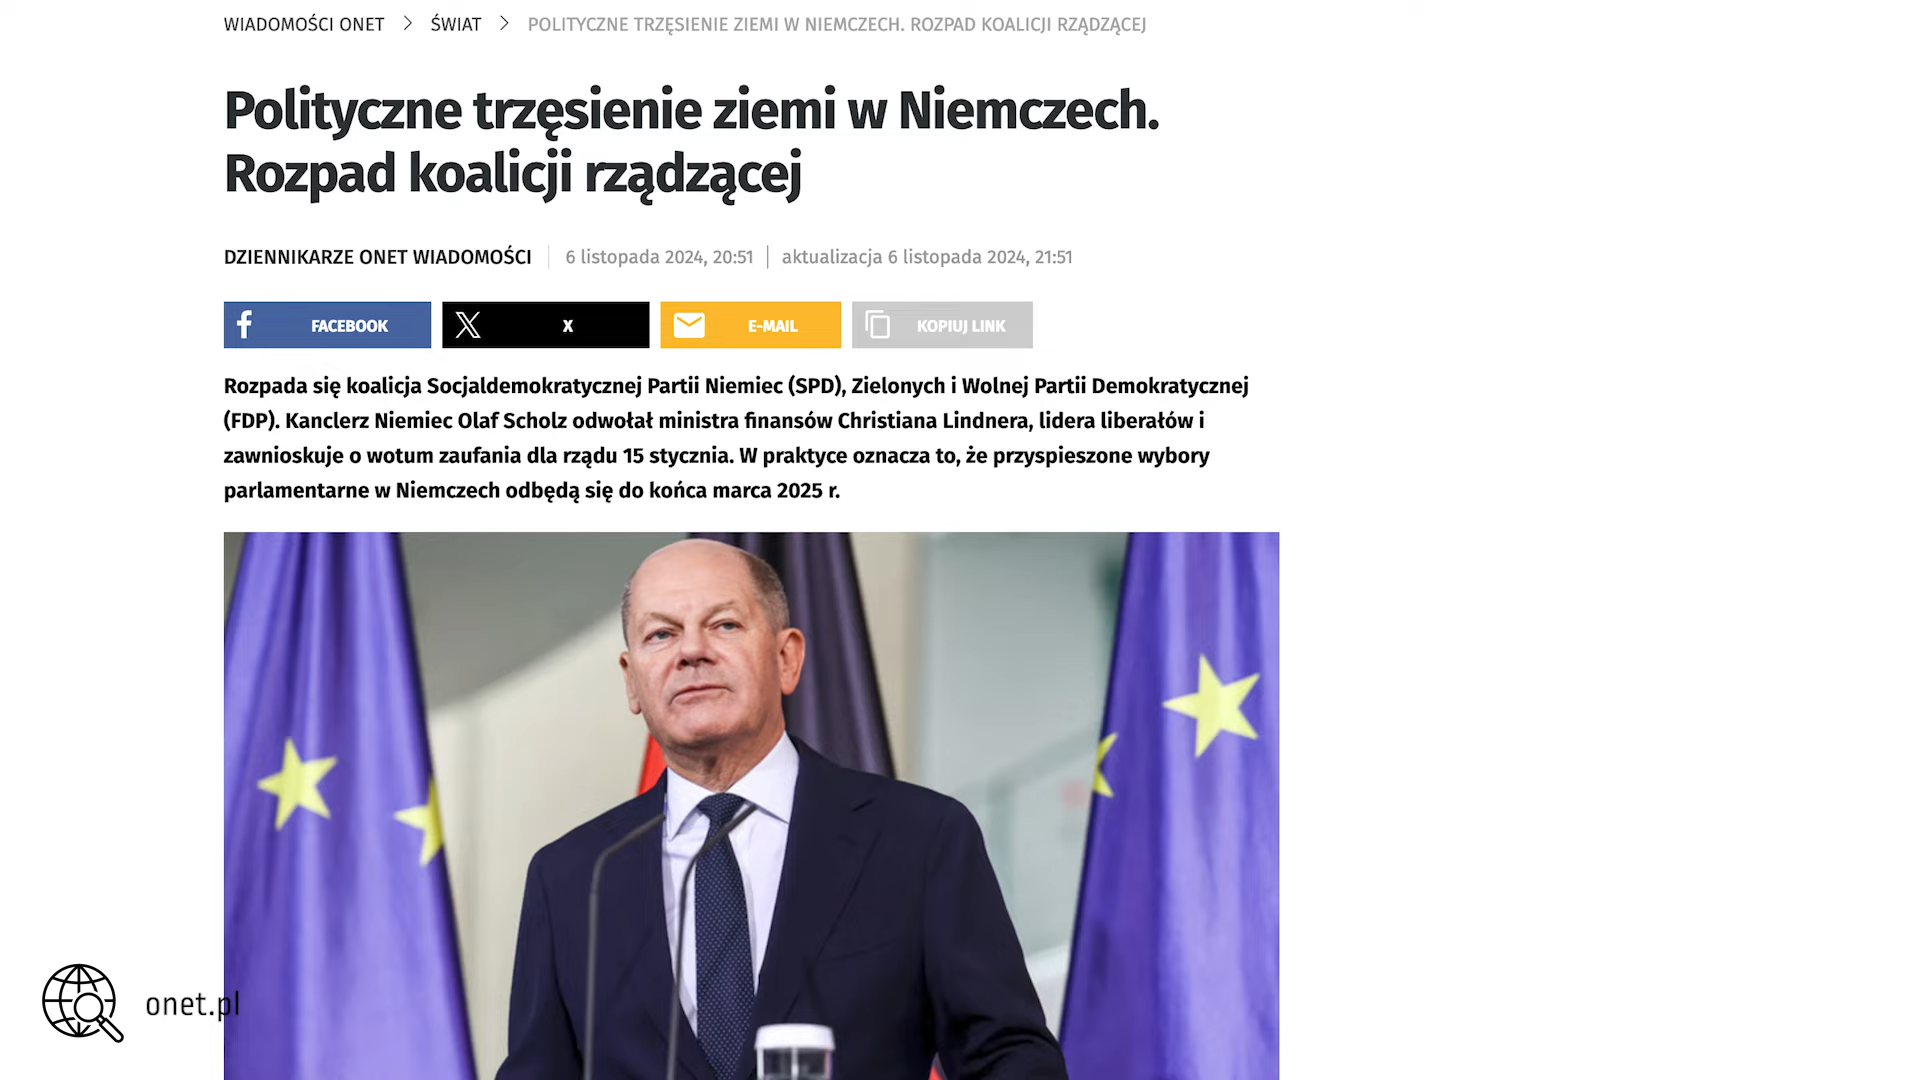 WIADOMOŚCI ONET > ŚWIAT > POLITYCZNE TRZĘSIENIE ZIEMI W NIEMCZECH. ROZPAD KOALICJI RZĄDZĄCEJ
Polityczne trzęsienie ziemi w Niemczech.
Rozpad koalicji rządzącej
DZIENNIKARZE ONET WIADOMOŚCI | 6 listopada 2024, 20:51 | aktualizacja 6 listopada 2024, 21:51
FACEBOOK X E-MAIL KOPIUJ LINK
Rozpada się koalicja Socjaldemokratycznej Partii Niemiec (SPD), Zielonych i Wolnej Partii Demokratycznej
(FDP). Kanclerz Niemiec Olaf Scholz odwołał ministra finansów Christiana Lindnera, lidera liberałów i
zawnioskuje o wotum zaufania dla rządu 15 stycznia. W praktyce oznacza to, że przyspieszone wybory
parlamentarne w Niemczech odbędą się do końca marca 2025 r.
onet.pl